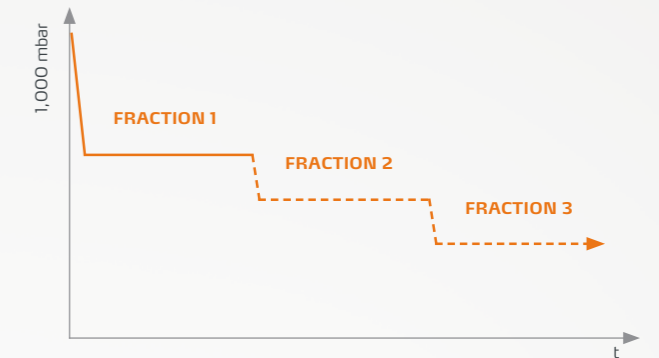 1,000 mbar
FRACTION 1
FRACTION 2
FRACTION 3
t